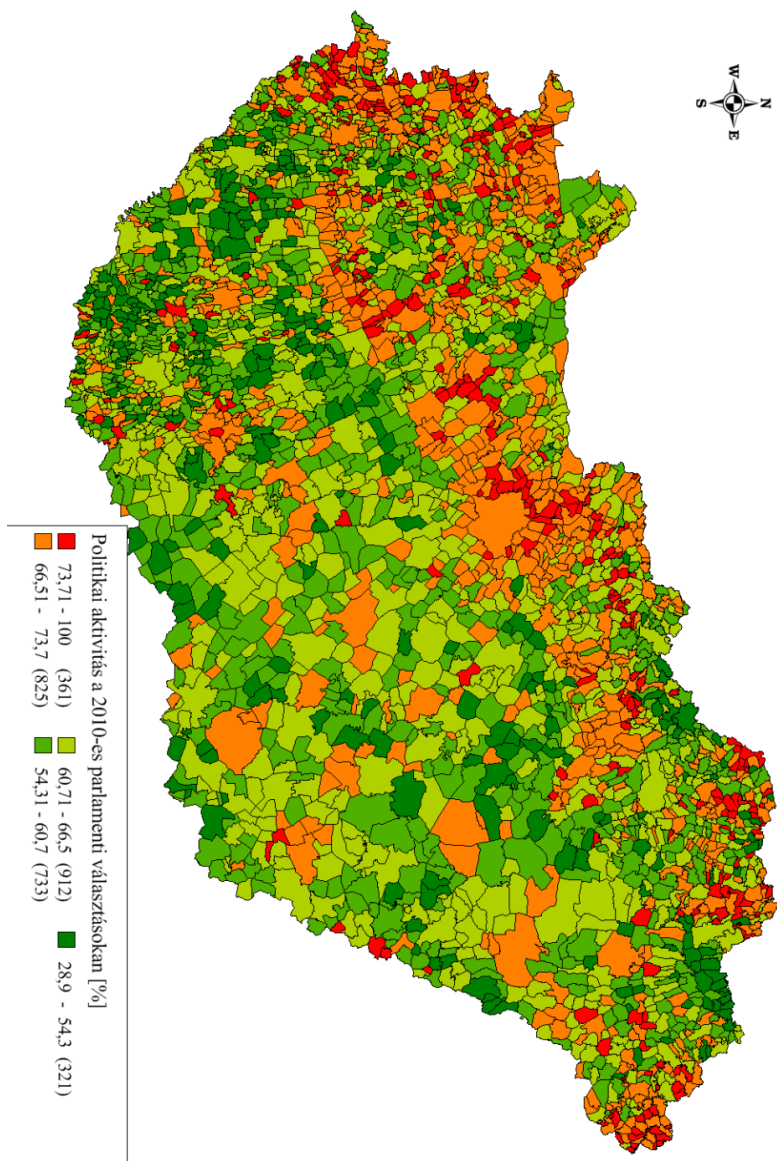 N
W E
S
Politikai aktivitás a 2010-es parlamenti választásokan [%]
73,71 - 100 (361) 60,71 - 66,5 (912) 28,9 - 54,3 (321)
66,51 - 73,7 (825) 54,31 - 60,7 (733)